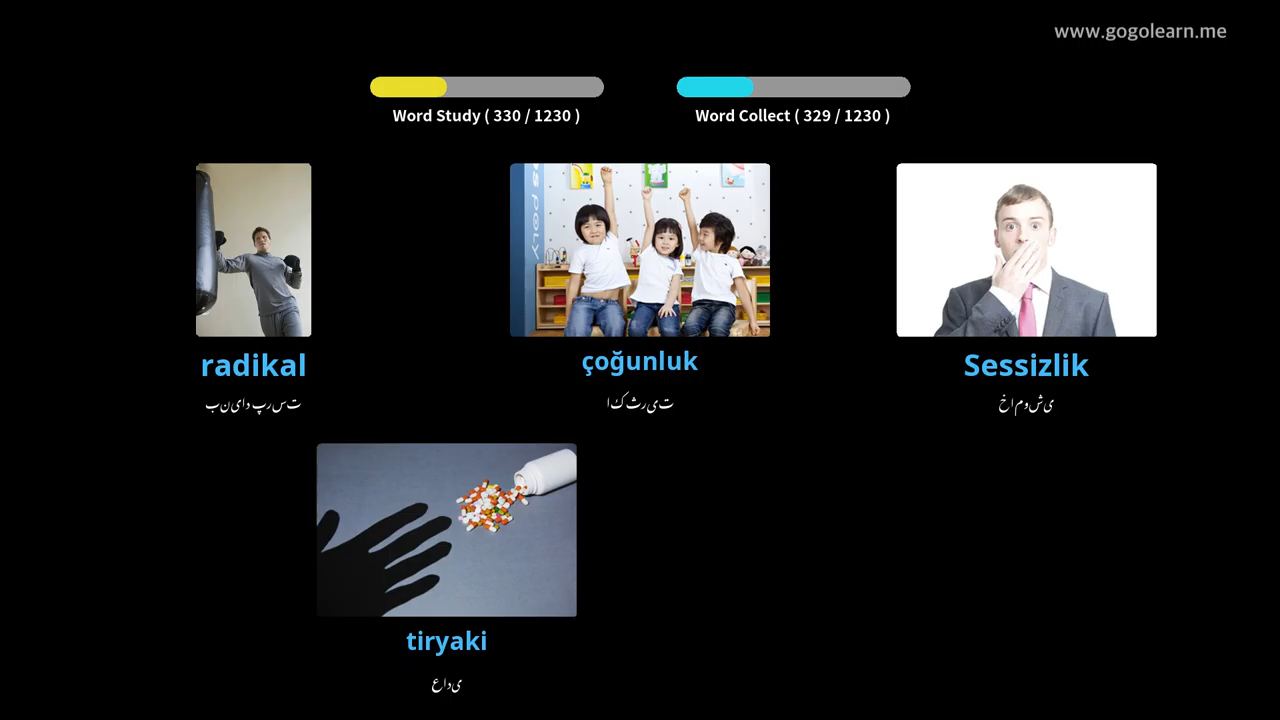 www.gogolearn.me
Word Study ( 330 / 1230 )
Word Collect ( 329 / 1230 )
POLY
radikal
بنیاد پرست
çoğunluk
اکثریت
Sessizlik
خاموشی
tiryaki
عادی